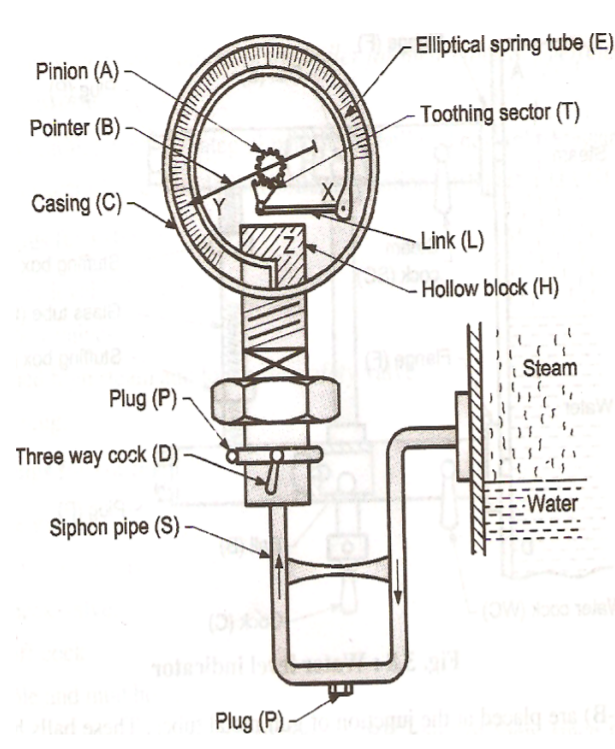 Elliptical spring tube (E)
Pinion (A)
Toothing sector (T)
Pointer (B)
X
Casing (C)
Y
Link (L)
Z
Hollow block (H)
Steam
Plug (P)
Three way cock (D)
Water
Siphon pipe (S)
Plug (P)